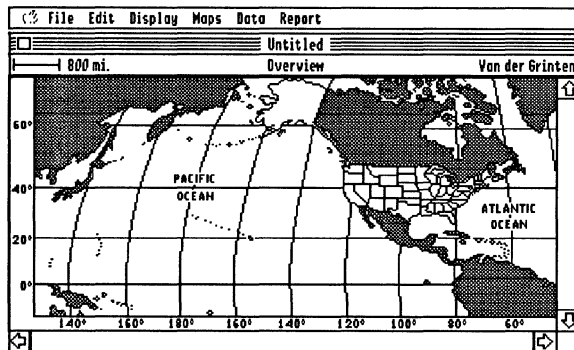 File Edit Display Maps Data Report
Untitled
800 mi. Overview Van der Grinten
60°
PACIFIC
OCEAN
40°
ATLANTIC
OCEAN
20°
0°
140° 160° 180° 160° 140° 120° 100° 80° 60°